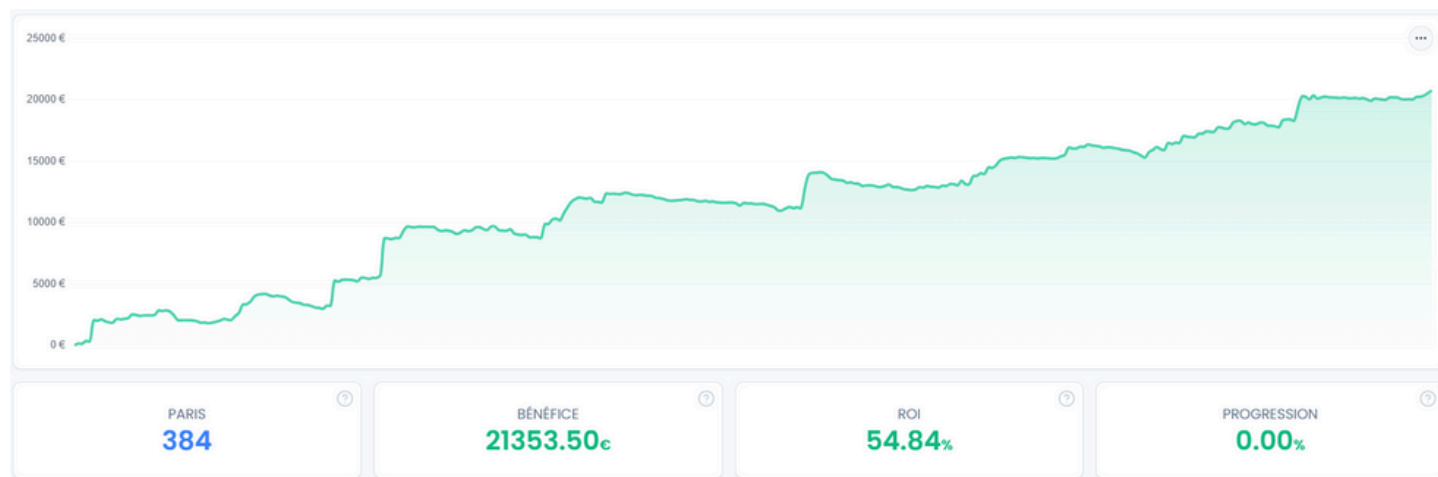 25000 €
20000 €
15000 €
10000 €
5000 €
0 €
PARIS
384
BÉNÉFICE
21353.50€
ROI
54.84%
PROGRESSION
0.00%